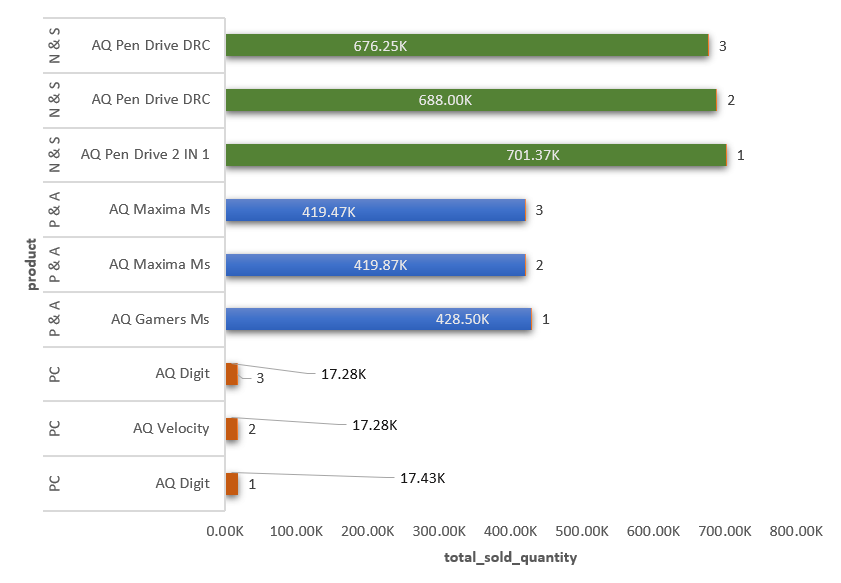 N & S AQ Pen Drive DRC 676.25K 3
N & S AQ Pen Drive DRC 688.00K 2
N & S AQ Pen Drive 2 IN 1 701.37K 1
P & A AQ Maxima Ms 419.47K 3
P & A AQ Maxima Ms 419.87K 2
P & A AQ Gamers Ms 428.50K 1
PC AQ Digit 3 17.28K
PC AQ Velocity 2 17.28K
PC AQ Digit 1 17.43K
product
0.00K 100.00K 200.00K 300.00K 400.00K 500.00K 600.00K 700.00K 800.00K
total_sold_quantity